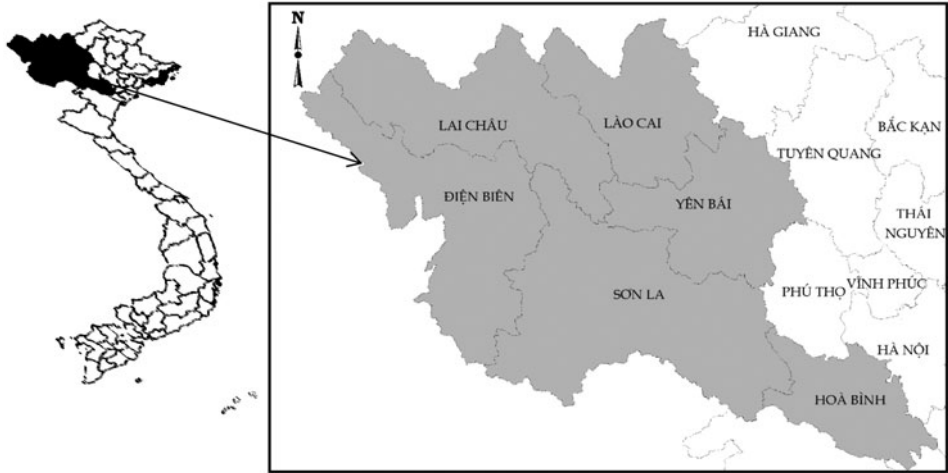 N
HÀ GIANG
LAI CHÂU
LÀO CAI
BẮC KẠN
TUYÊN QUANG
ĐIỆN BIÊN
YÊN BÁI
THÁI
NGUYÊN
SƠN LA
PHÚ THỌ
VĨNH PHÚC
HÀ NỘI
HOÀ BÌNH